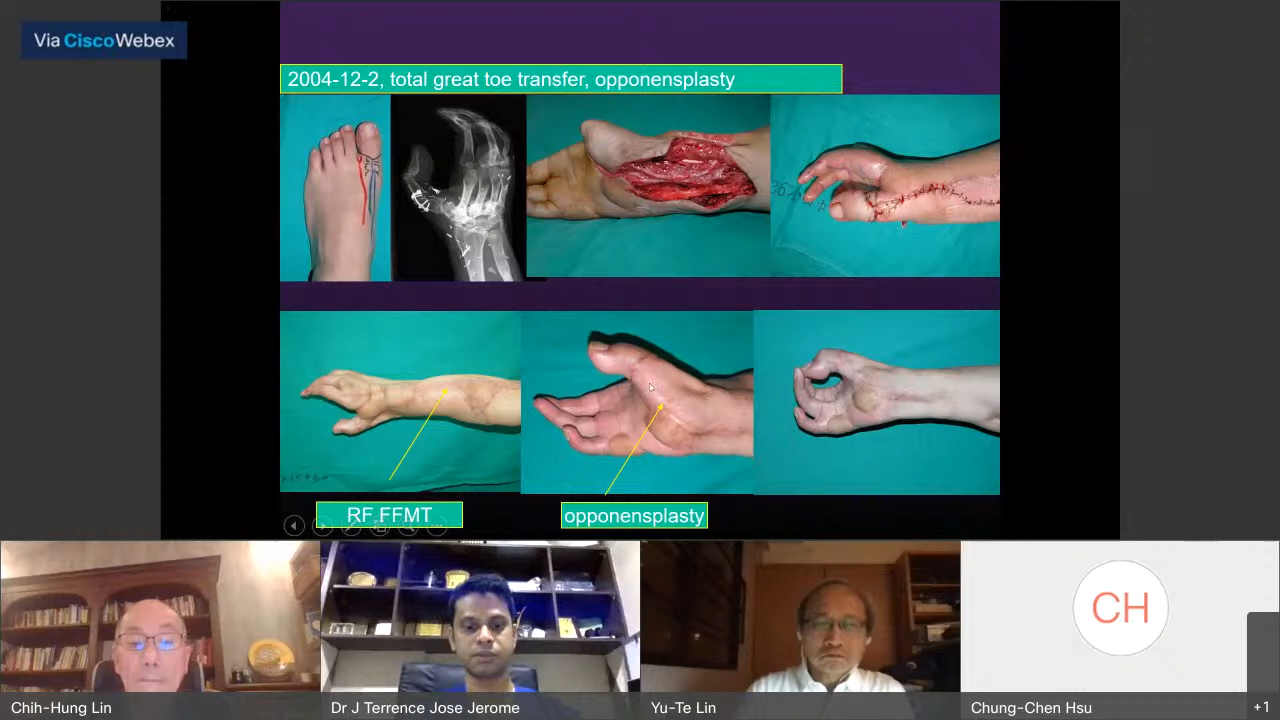 Via CiscoWebex
2004-12-2, total great toe transfer, opponensplasty
RF FFMT
opponensplasty
CH
Chih-Hung Lin
Dr J Terrence Jose Jerome
Yu-Te Lin
Chung-Chen Hsu
+1